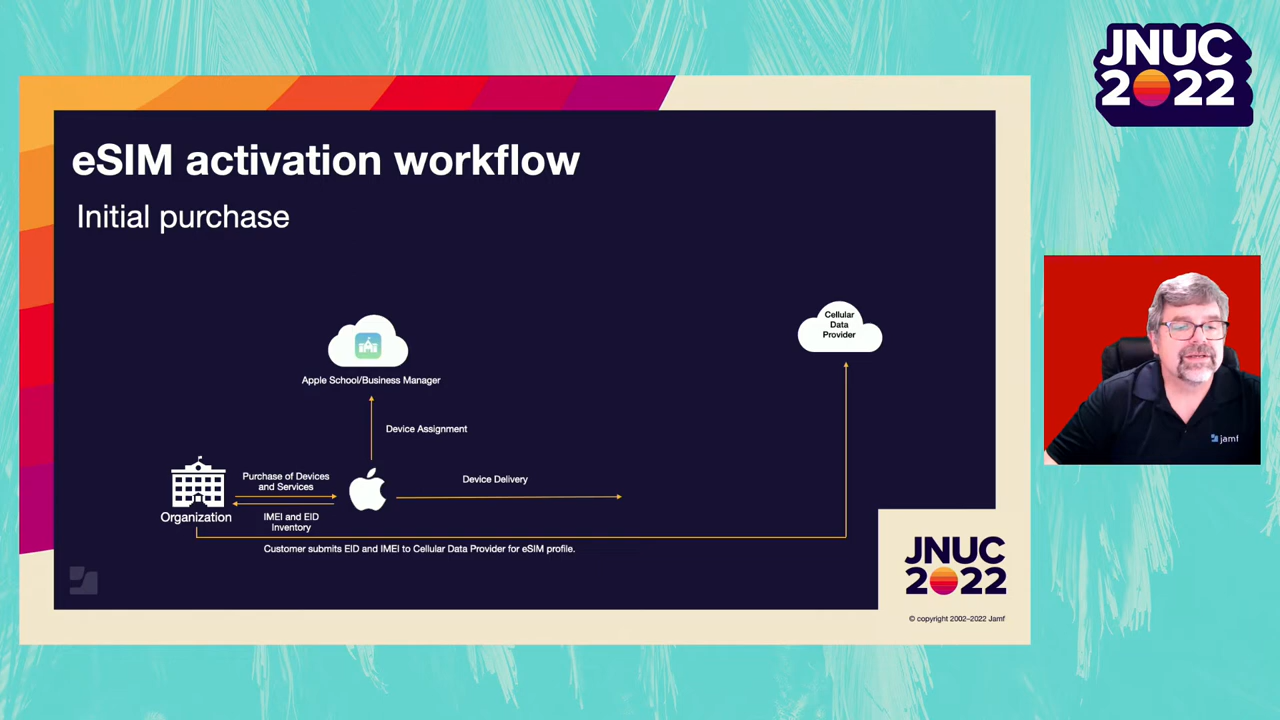 JNUC
2022
eSIM activation workflow
Initial purchase
Cellular
Data
Provider
Apple School/Business Manager
Device Assignment
Purchase of Devices
and Services
Device Delivery
Organization
IMEI and EID
Inventory
Customer submits EID and IMEI to Cellular Data Provider for eSIM profile.
jamf
JNUC
2022
© copyright 2002–2022 Jamf